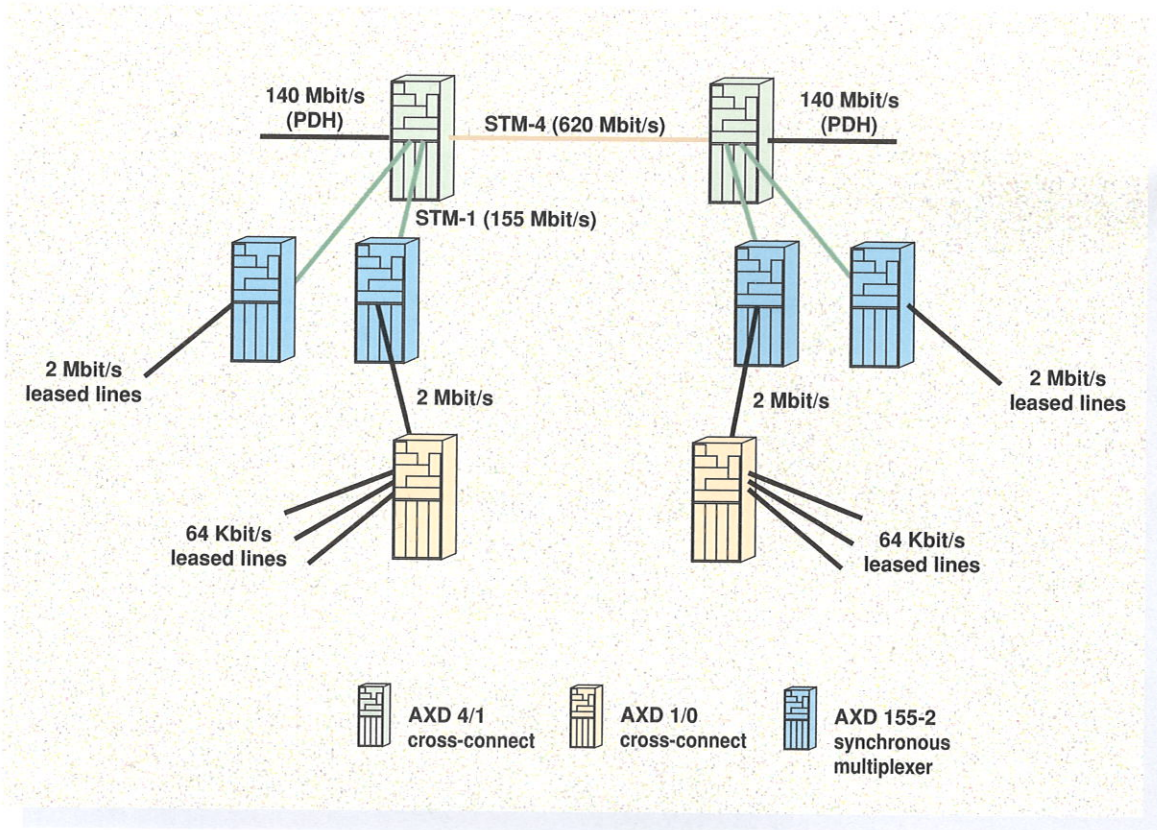 140 Mbit/s
(PDH)
STM-4 (620 Mbit/s)
140 Mbit/s
(PDH)
STM-1 (155 Mbit/s)
2 Mbit/s
leased lines
2 Mbit/s
2 Mbit/s
2 Mbit/s
leased lines
64 Kbit/s
leased lines
64 Kbit/s
leased lines
AXD 4/1
cross-connect
AXD 1/0
cross-connect
AXD 155-2
synchronous
multiplexer